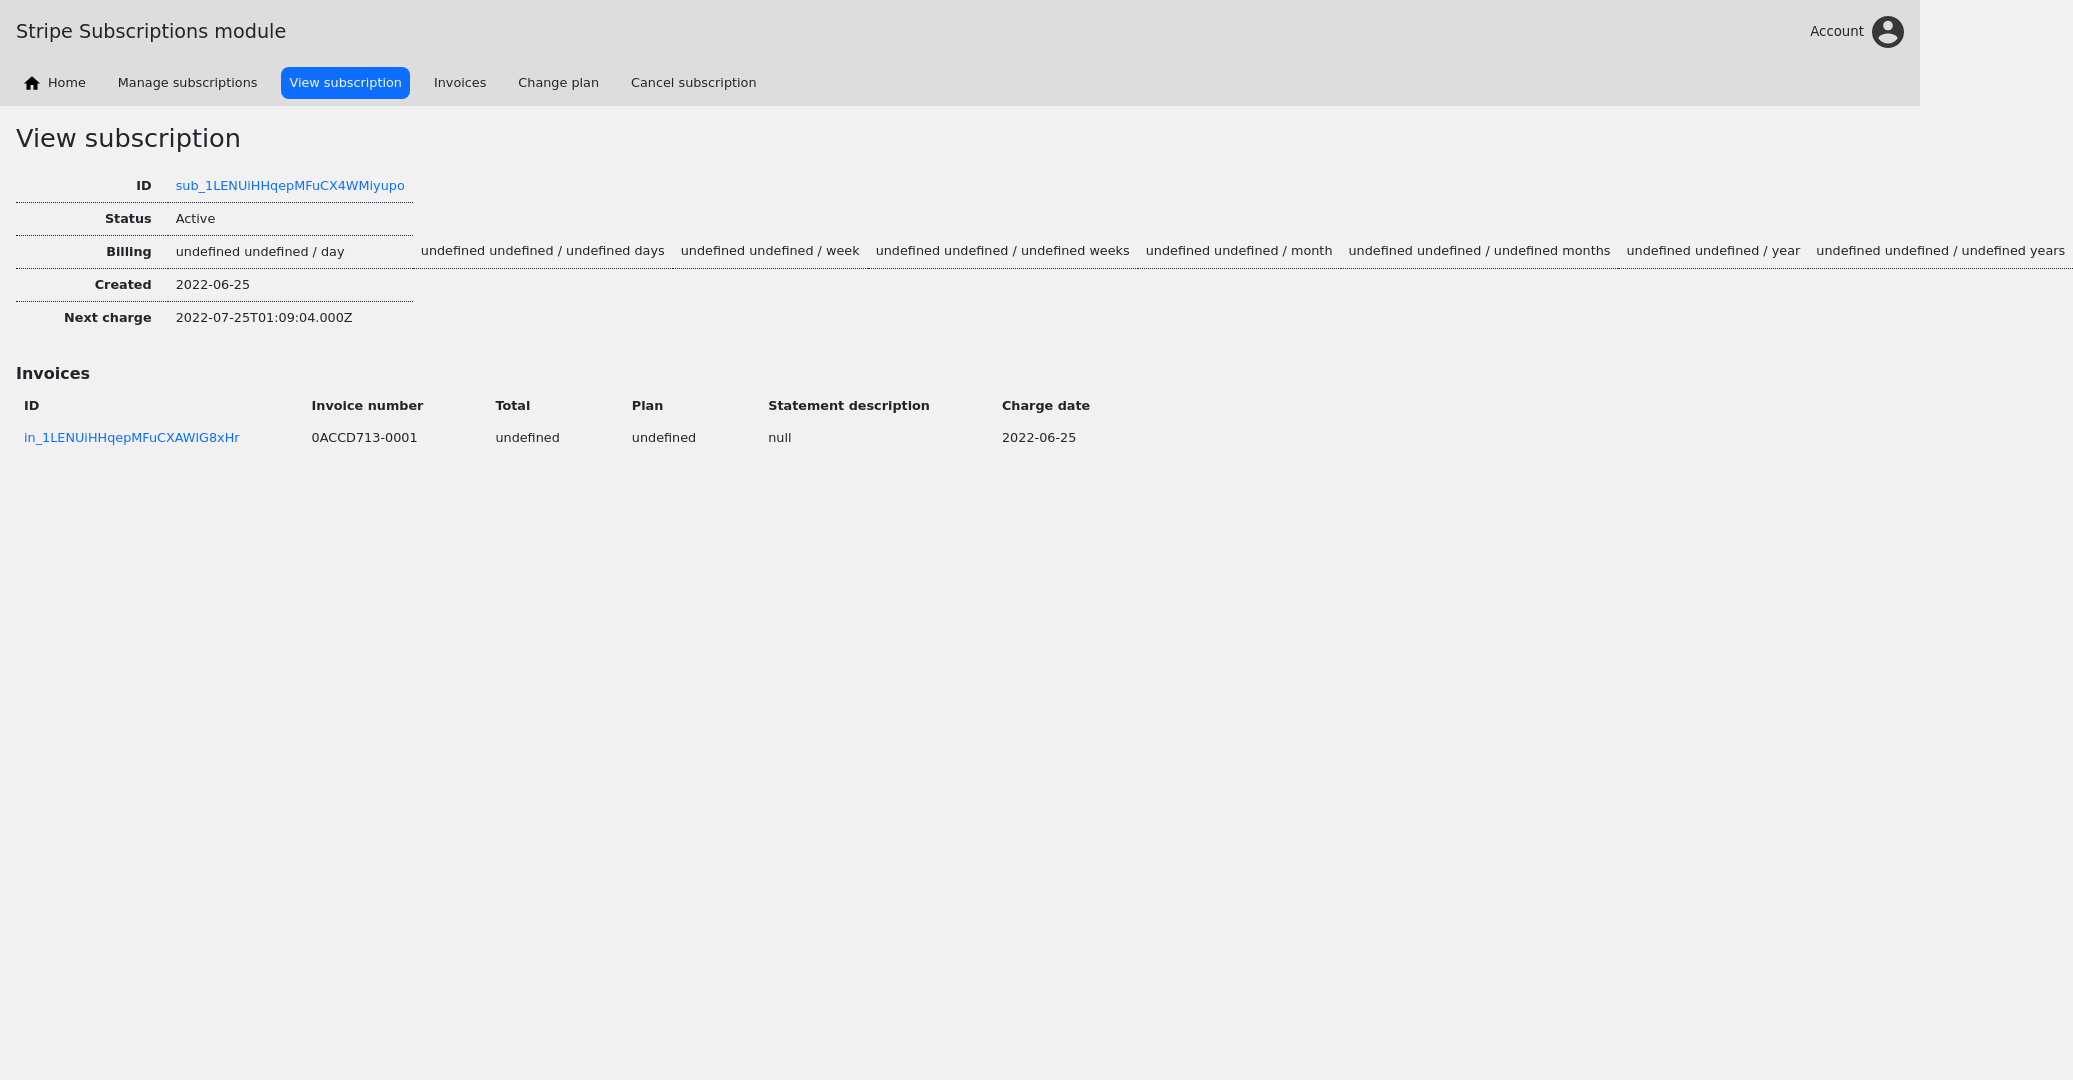 Stripe Subscriptions module
Account
Home Manage subscriptions View subscription Invoices Change plan Cancel subscription
View subscription
ID sub_1LENUiHHqepMFuCX4WMiyupo
Status Active
Billing undefined undefined / day undefined undefined / undefined days undefined undefined / week undefined undefined / undefined weeks undefined undefined / month undefined undefined / undefined months undefined undefined / year undefined undefined / undefined years
Created 2022-06-25
Next charge 2022-07-25T01:09:04.000Z
Invoices
ID Invoice number Total Plan Statement description Charge date
in_1LENUiHHqepMFuCXAWlG8xHr 0ACCD713-0001 undefined undefined null 2022-06-25